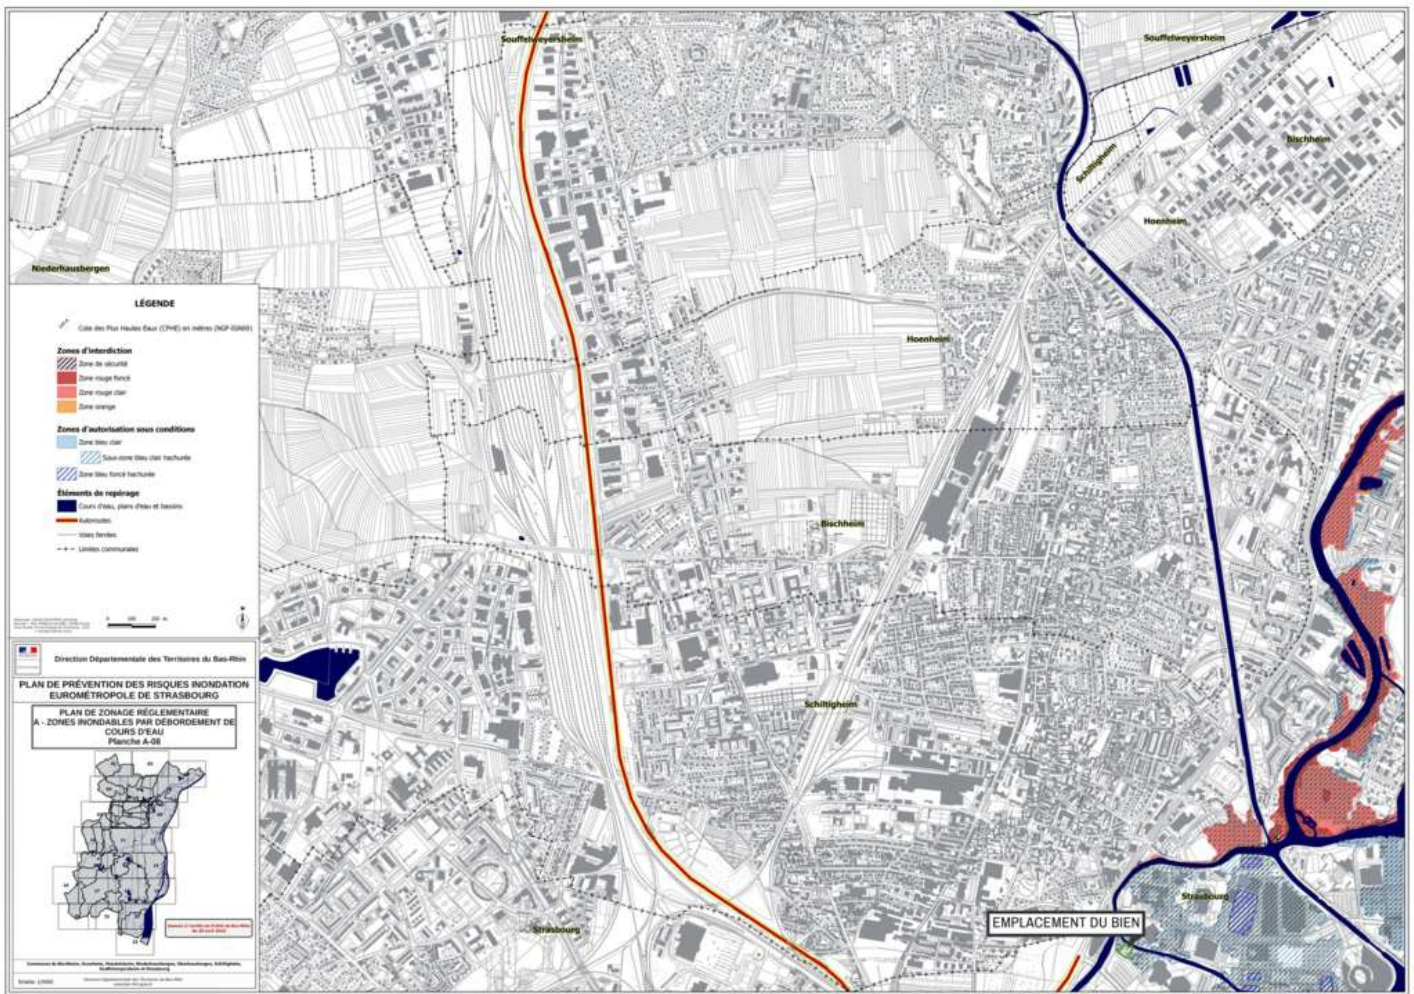 Souffelweyersheim
Souffelweyersheim
Bischheim
Schiltigheim
Hoenheim
Niederhausbergen
Hoenheim
Bischheim
Schiltigheim
Strasbourg
Strasbourg
EMPLACEMENT DU BIEN
LÉGENDE
Cote des Plus Hautes Eaux (CPHE) en mètres (NGF-IGN69)
Zones d'interdiction
Zone de sécurité
Zone rouge foncé
Zone rouge clair
Zone orange
Zones d'autorisation sous conditions
Zone bleu clair
Sous-zone bleu clair hachurée
Zone bleu foncé hachurée
Éléments de repérage
Cours d'eau, plans d'eau et bassins
Autoroutes
Voies ferrées
Limites communales
Direction Départementale des Territoires du Bas-Rhin
PLAN DE PRÉVENTION DES RISQUES INONDATION
EUROMÉTROPOLE DE STRASBOURG
PLAN DE ZONAGE RÉGLEMENTAIRE
A - ZONES INONDABLES PAR DÉBORDEMENT DE
COURS D'EAU
Planche A-08